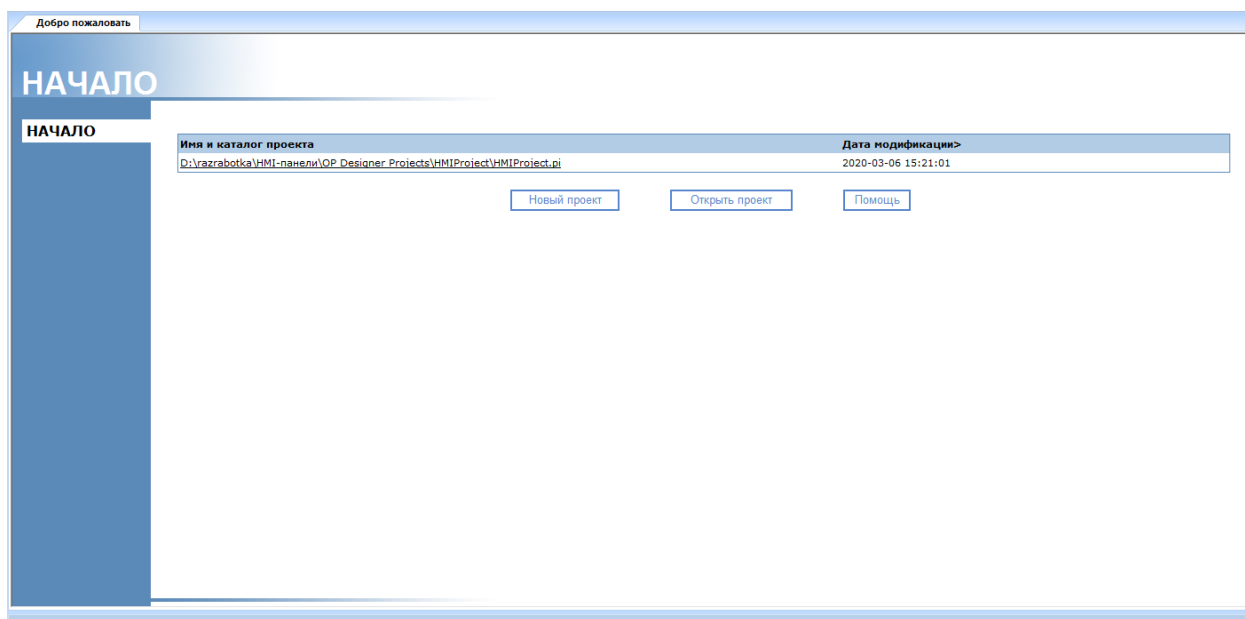 Добро пожаловать
НАЧАЛО
НАЧАЛО
Имя и каталог проекта Дата модификации>
D:\razrabotka\HMI-панели\OP Designer Projects\HMIProject\HMIProject.pi 2020-03-06 15:21:01
Новый проект Открыть проект Помощь